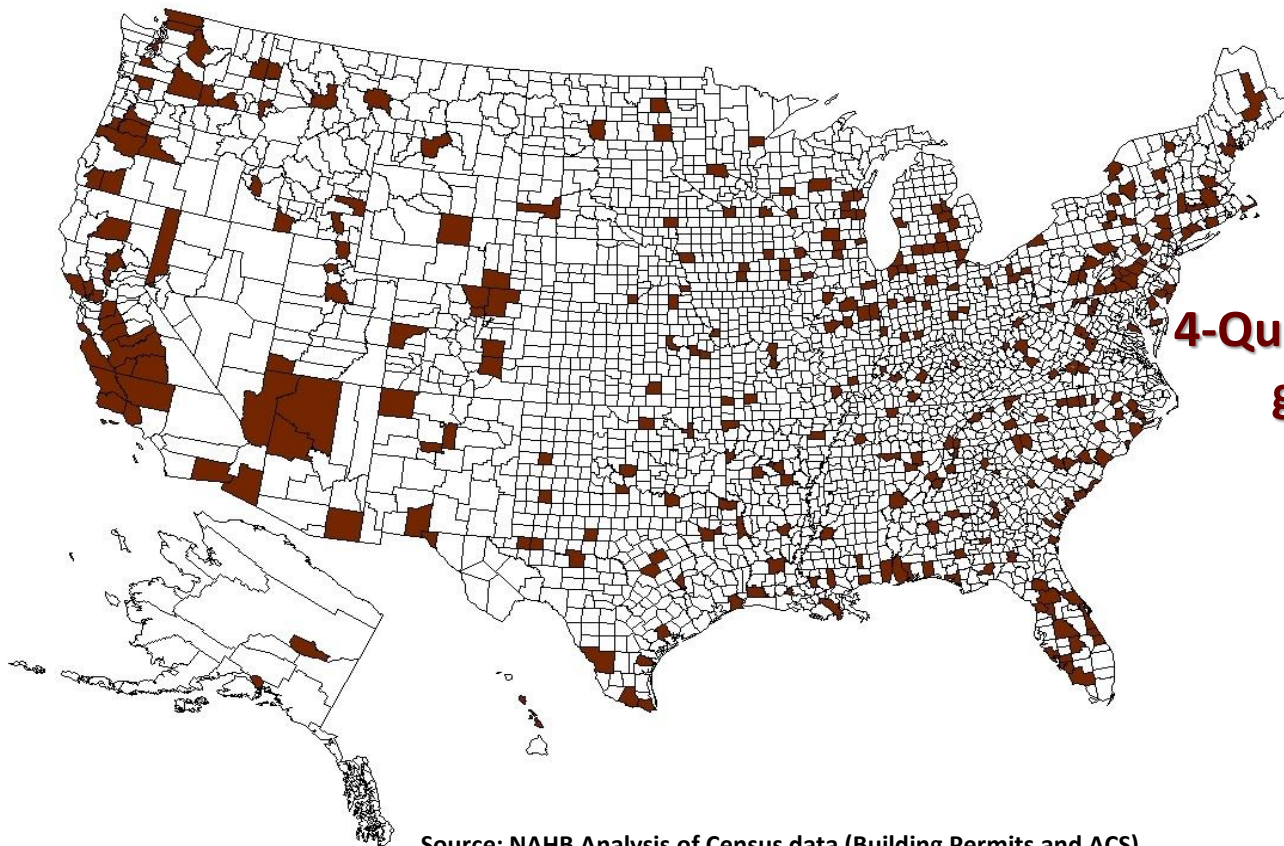 4-Qu
g
Source: NAHB Analysis of Census data (Building Permits and ACS)